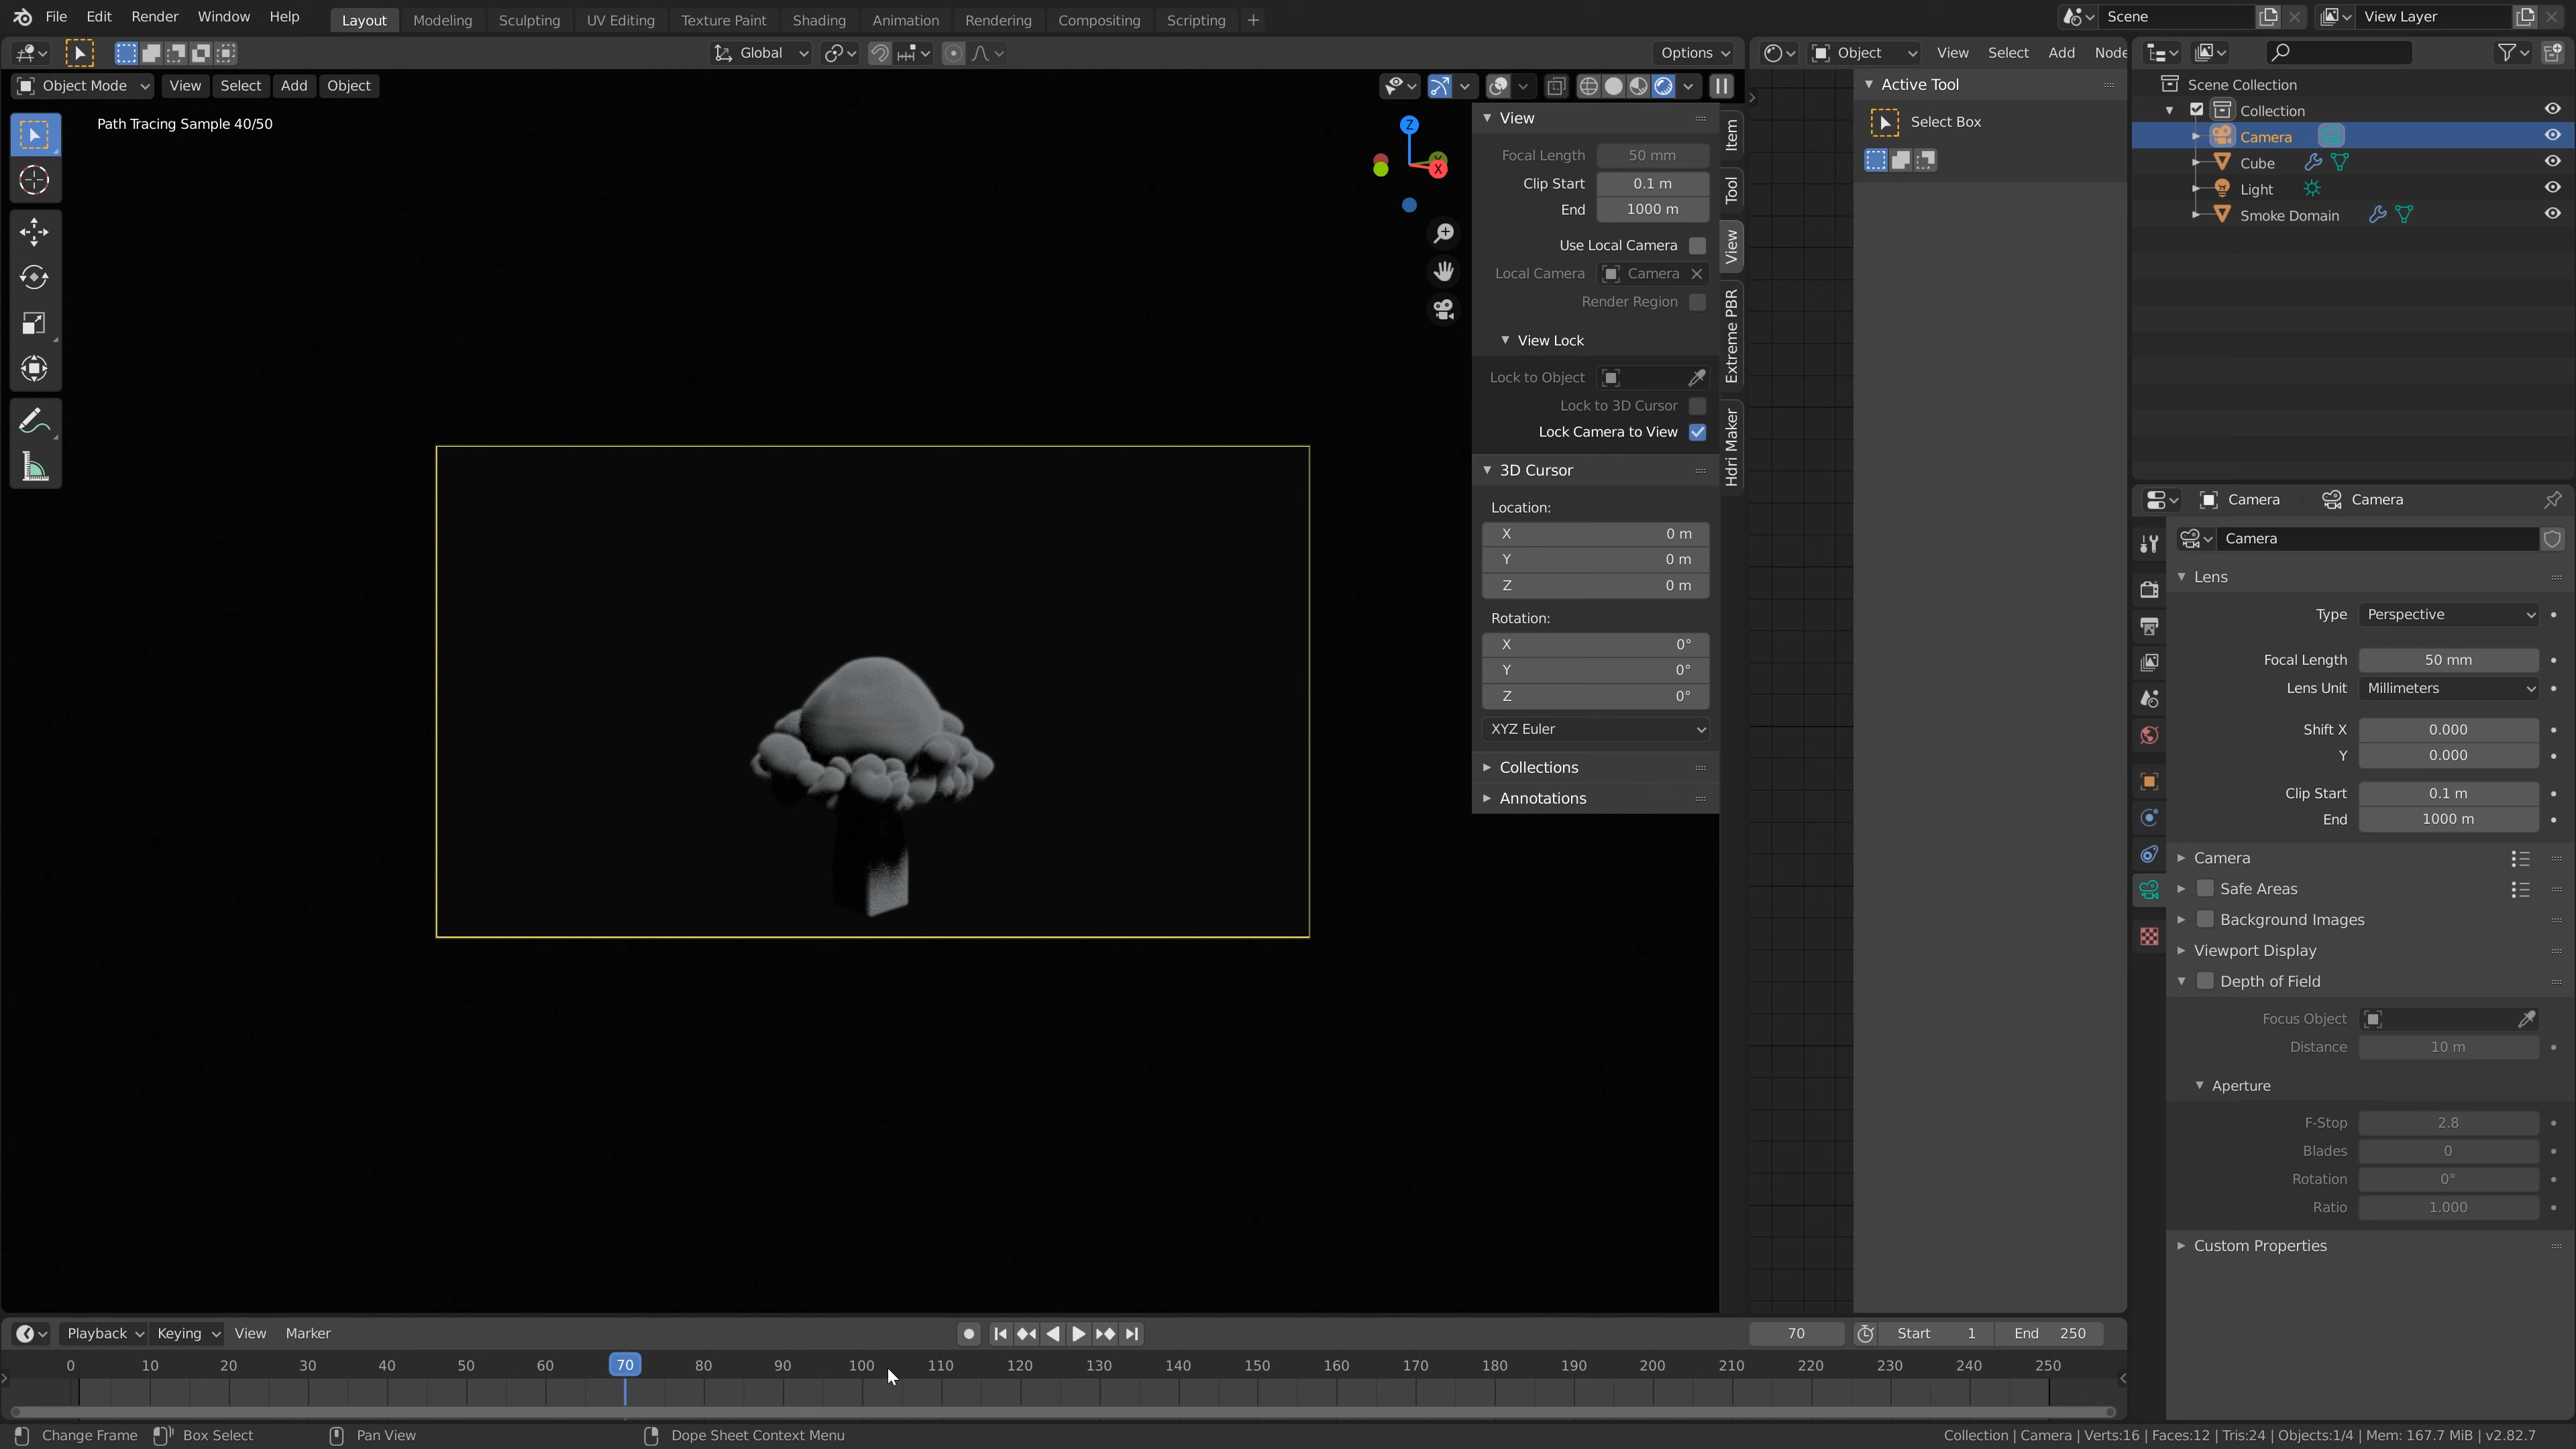 File Edit Render Window Help Layout Modeling Sculpting UV Editing Texture Paint Shading Animation Rendering Compositing Scripting + Scene View Layer
Global Options Object View Select Add Node
Object Mode View Select Add Object
Path Tracing Sample 40/50
Z
Y
X
View
Focal Length 50 mm
Clip Start 0.1 m
End 1000 m
Use Local Camera
Local Camera Camera
Render Region
View Lock
Lock to Object
Lock to 3D Cursor
Lock Camera to View
3D Cursor
Location:
X 0 m
Y 0 m
Z 0 m
Rotation:
X 0°
Y 0°
Z 0°
XYZ Euler
Collections
Annotations
Item
Tool
View
Extreme PBR
Hdri Maker
Active Tool
Select Box
Scene Collection
Collection
Camera
Cube
Light
Smoke Domain
Camera Camera
Camera
Lens
Type Perspective
Focal Length 50 mm
Lens Unit Millimeters
Shift X 0.000
Y 0.000
Clip Start 0.1 m
End 1000 m
Camera
Safe Areas
Background Images
Viewport Display
Depth of Field
Focus Object
Distance 10 m
Aperture
F-Stop 2.8
Blades 0
Rotation 0°
Ratio 1.000
Custom Properties
Playback Keying View Marker 70 Start 1 End 250
0 10 20 30 40 50 60 70 80 90 100 110 120 130 140 150 160 170 180 190 200 210 220 230 240 250
Change Frame Box Select Pan View Dope Sheet Context Menu Collection | Camera | Verts:16 | Faces:12 | Tris:24 | Objects:1/4 | Mem: 167.7 MiB | v2.82.7